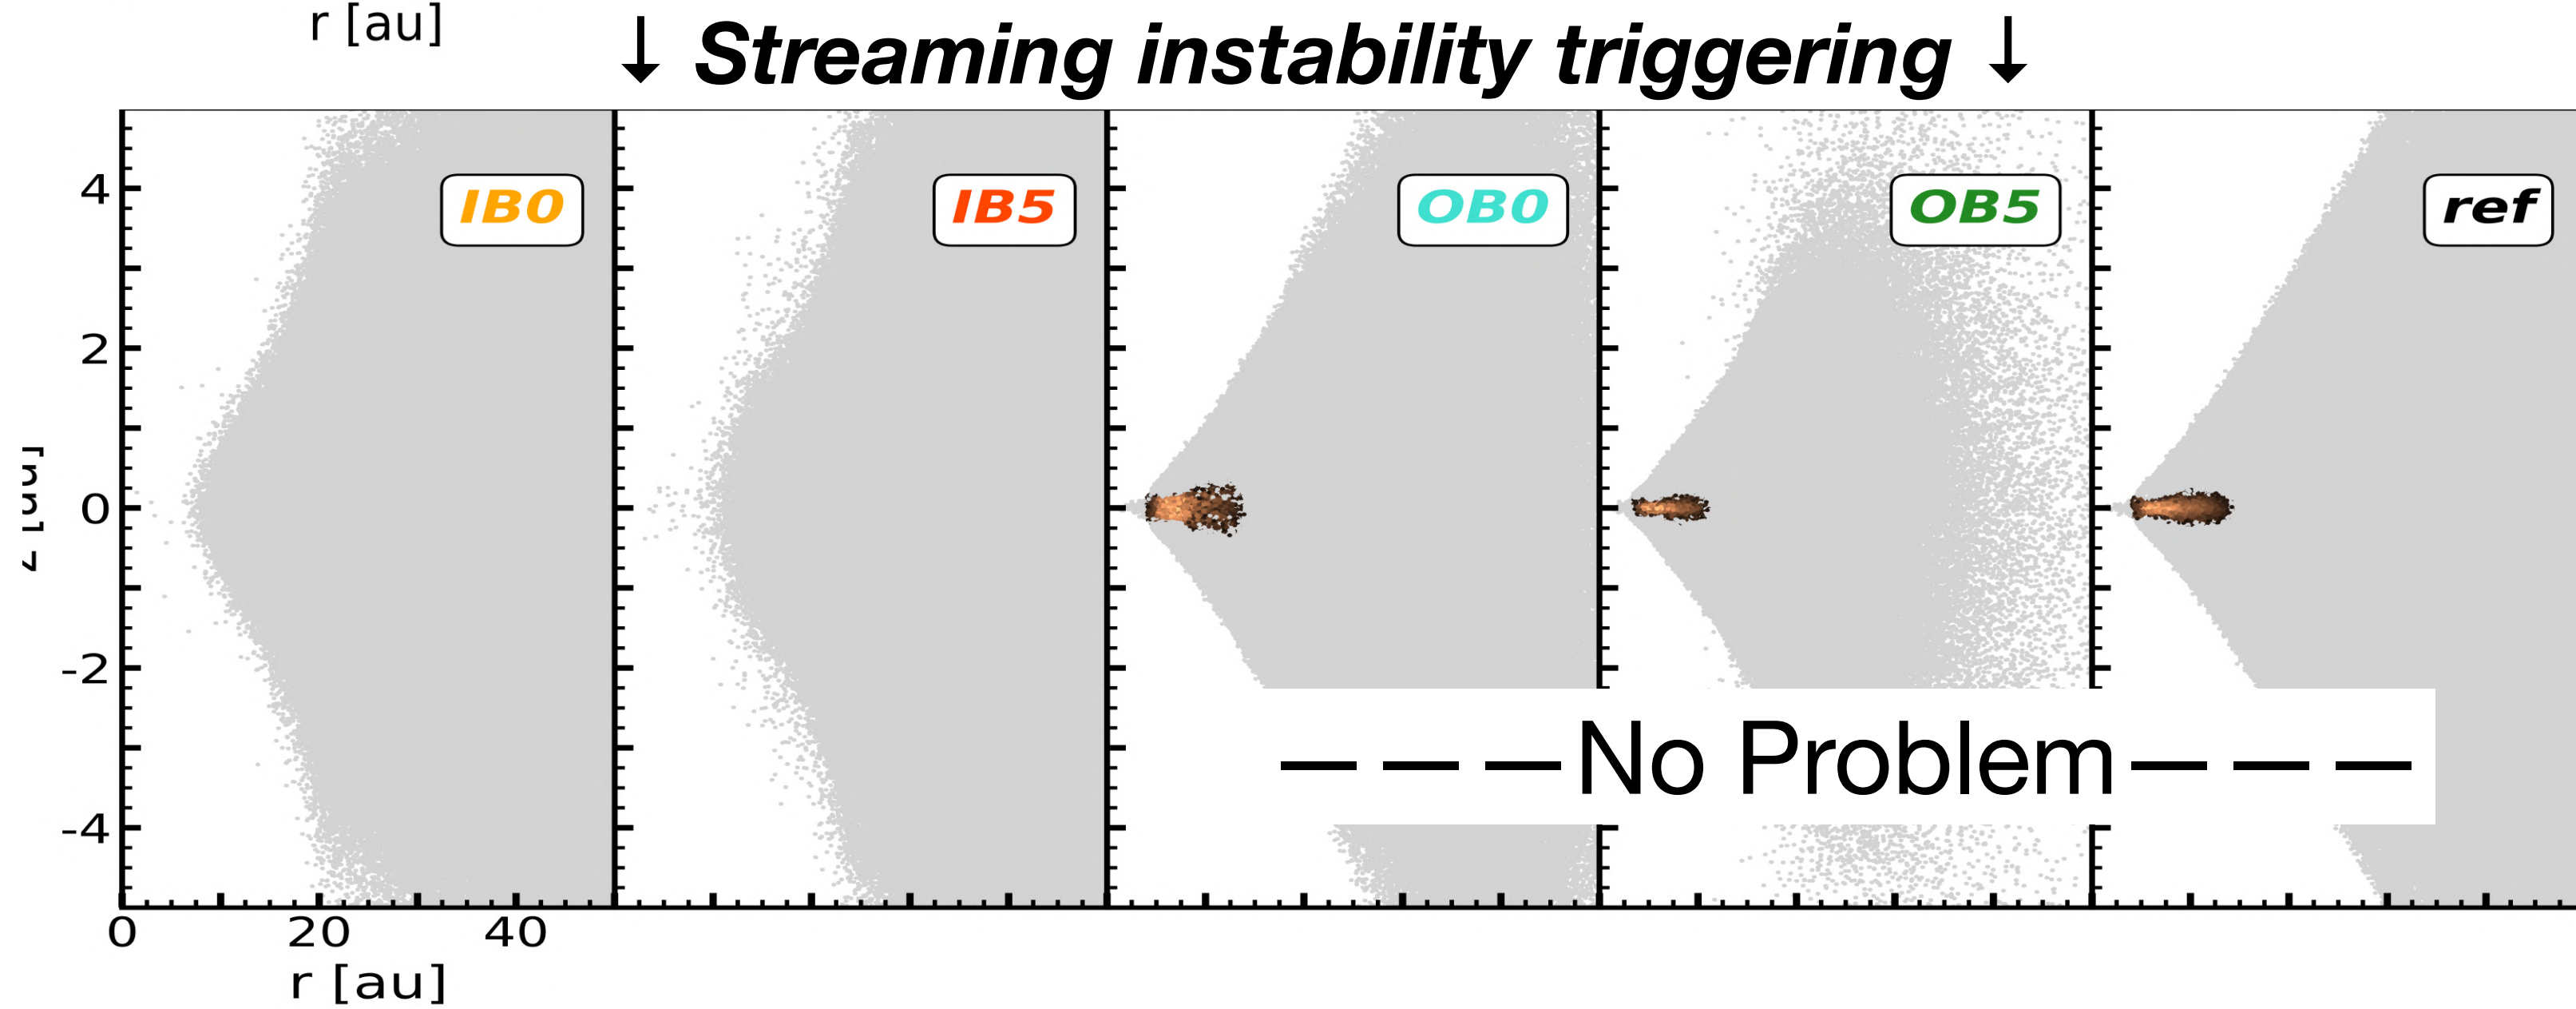 r [au]
↓ Streaming instability triggering ↓
IB0
IB5
OB0
OB5
ref
4
2
0
-2
-4
– – – No Problem – – –
0 20 40
r [au]